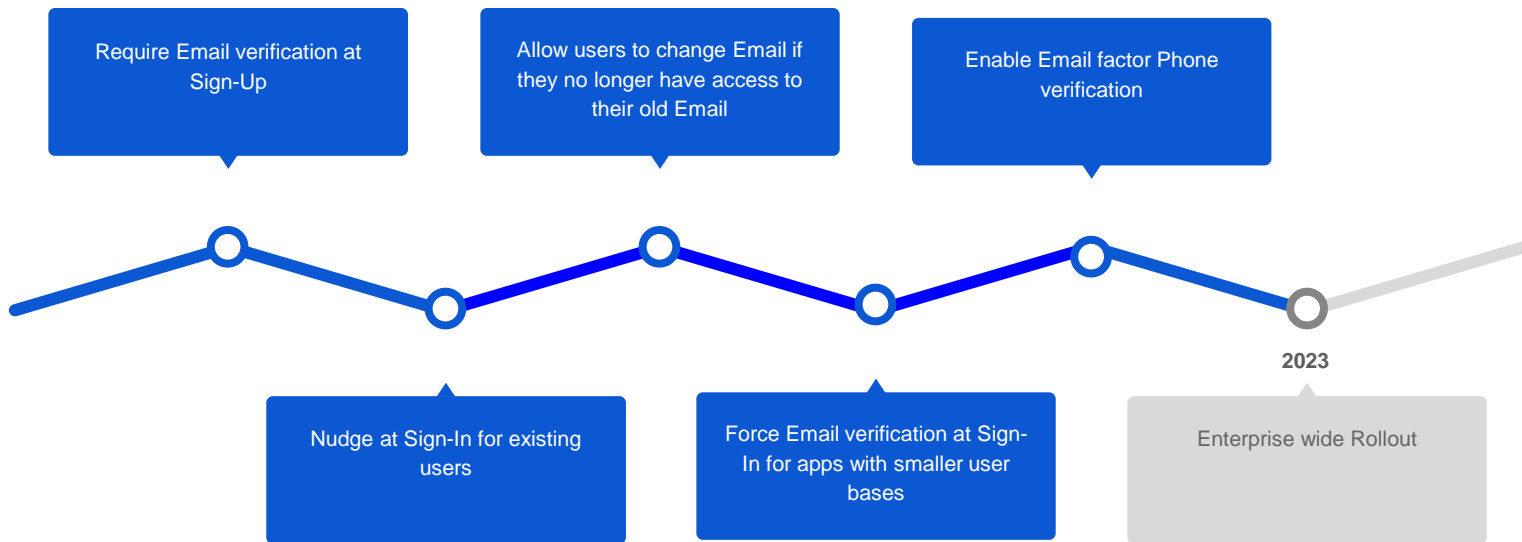 Require Email verification at
Sign-Up
Allow users to change Email if
they no longer have access to
their old Email
Enable Email factor Phone
verification
Nudge at Sign-In for existing
users
Force Email verification at Sign-
In for apps with smaller user
bases
2023
Enterprise wide Rollout